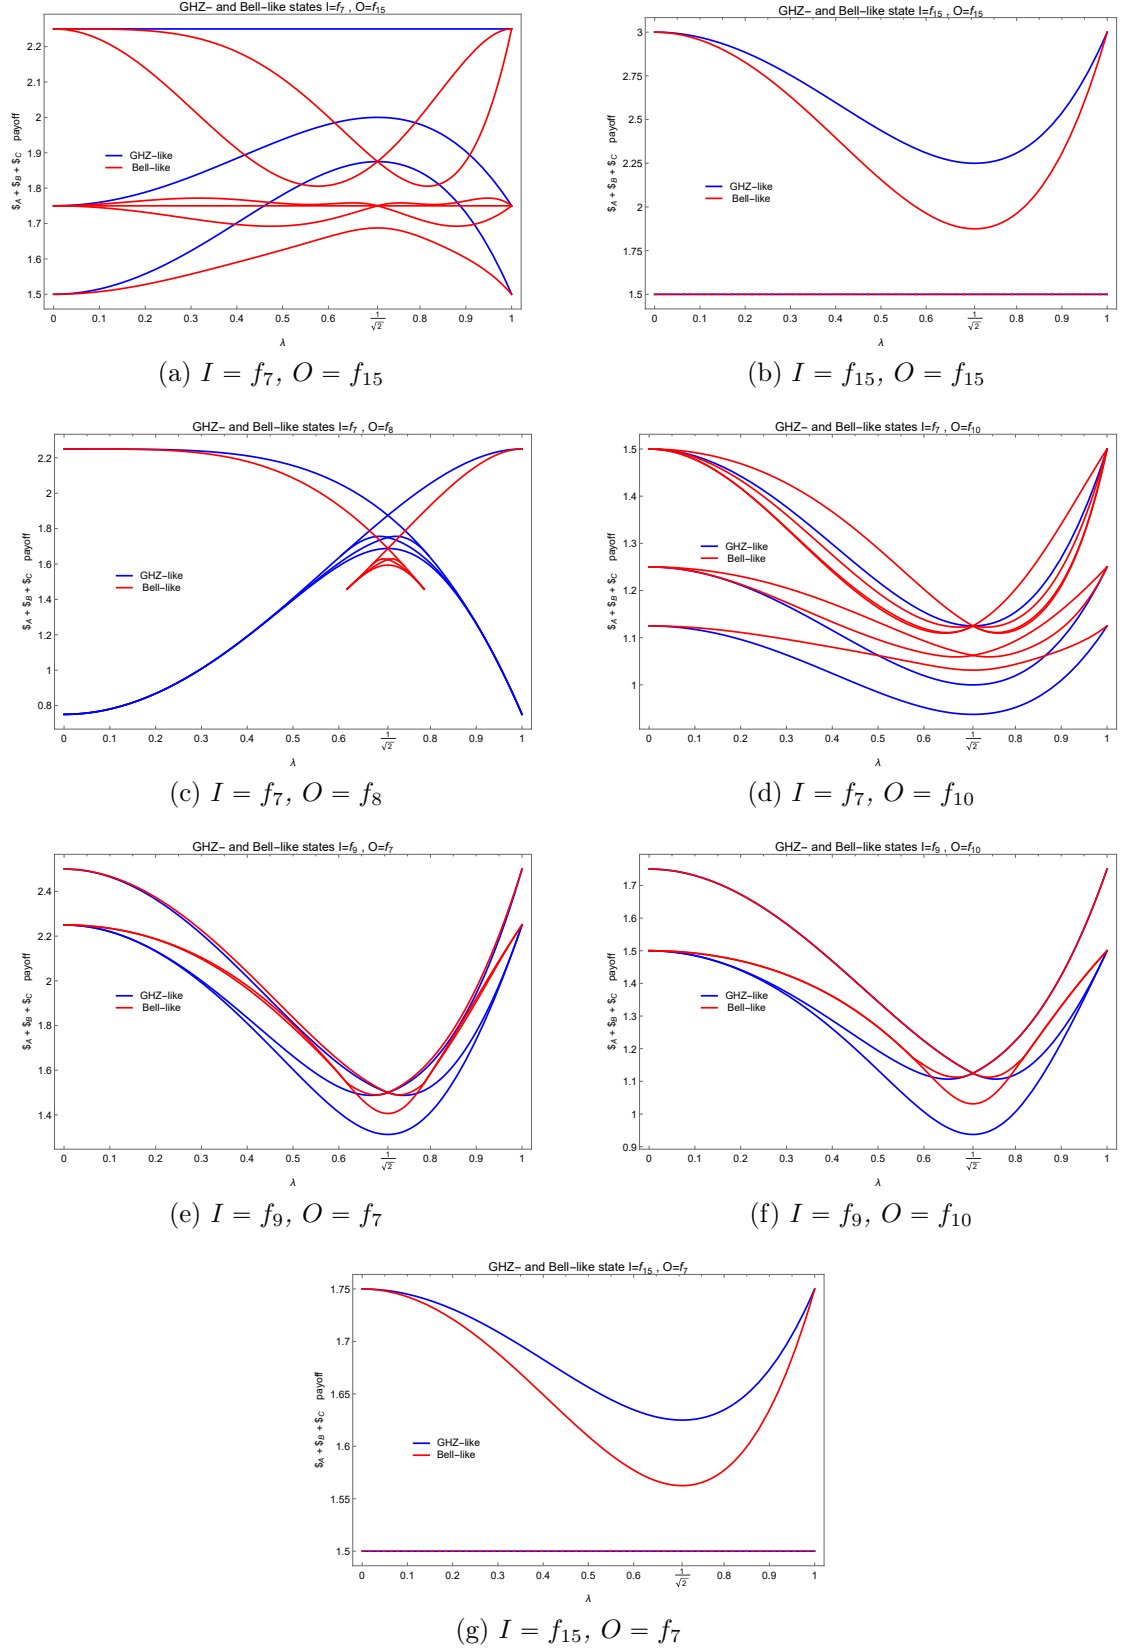 GHZ- and Bell-like states I=f₇ , O=f₁₅
$A + $B + $C payoff
2.25
2.2
2.1
2
1.9
1.8
1.7
1.6
1.5
GHZ-like
Bell-like
0 0.1 0.2 0.3 0.4 0.5 0.6 1/√2 0.8 0.9 1
λ
(a) I = f₇, O = f₁₅
GHZ- and Bell-like state I=f₁₅ , O=f₁₅
$A + $B + $C payoff
3
2.75
2.5
2.25
2
1.75
1.5
GHZ-like
Bell-like
0 0.1 0.2 0.3 0.4 0.5 0.6 1/√2 0.8 0.9 1
λ
(b) I = f₁₅, O = f₁₅
GHZ- and Bell-like states I=f₇ , O=f₈
$A + $B + $C payoff
2.2
2
1.8
1.6
1.4
1.2
1
0.8
GHZ-like
Bell-like
0 0.1 0.2 0.3 0.4 0.5 0.6 1/√2 0.8 0.9 1
λ
(c) I = f₇, O = f₈
GHZ- and Bell-like states I=f₇ , O=f₁₀
$A + $B + $C payoff
1.5
1.4
1.3
1.2
1.1
1
GHZ-like
Bell-like
0 0.1 0.2 0.3 0.4 0.5 0.6 1/√2 0.8 0.9 1
λ
(d) I = f₇, O = f₁₀
GHZ- and Bell-like states I=f₉ , O=f₇
$A + $B + $C payoff
2.4
2.2
2
1.8
1.6
1.4
GHZ-like
Bell-like
0 0.1 0.2 0.3 0.4 0.5 0.6 1/√2 0.8 0.9 1
λ
(e) I = f₉, O = f₇
GHZ- and Bell-like states I=f₉ , O=f₁₀
$A + $B + $C payoff
1.7
1.6
1.5
1.4
1.3
1.2
1.1
1
0.9
GHZ-like
Bell-like
0 0.1 0.2 0.3 0.4 0.5 0.6 1/√2 0.8 0.9 1
λ
(f) I = f₉, O = f₁₀
GHZ- and Bell-like state I=f₁₅ , O=f₇
$A + $B + $C payoff
1.75
1.7
1.65
1.6
1.55
1.5
GHZ-like
Bell-like
0 0.1 0.2 0.3 0.4 0.5 0.6 1/√2 0.8 0.9 1
λ
(g) I = f₁₅, O = f₇